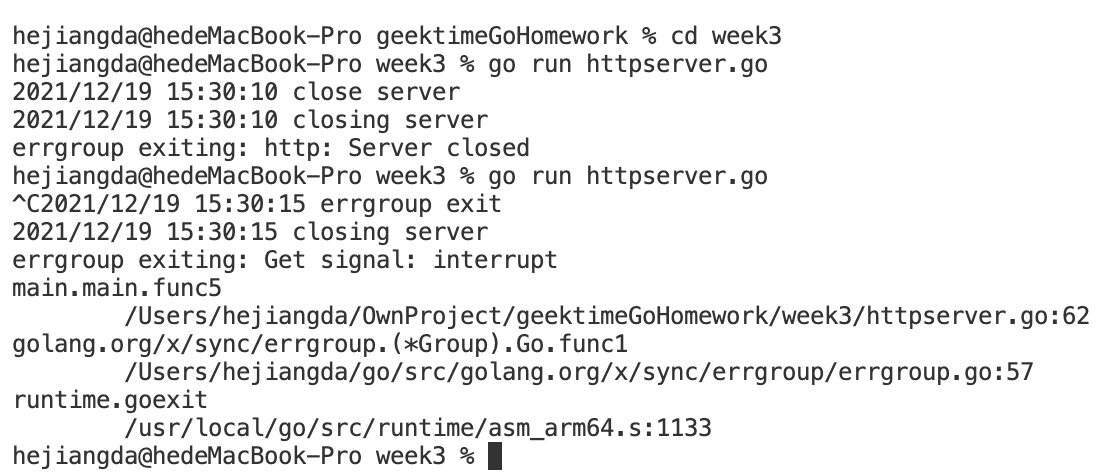 hejiangda@hedeMacBook-Pro geektimeGoHomework % cd week3
hejiangda@hedeMacBook-Pro week3 % go run httpserver.go
2021/12/19 15:30:10 close server
2021/12/19 15:30:10 closing server
errgroup exiting: http: Server closed
hejiangda@hedeMacBook-Pro week3 % go run httpserver.go
^C2021/12/19 15:30:15 errgroup exit
2021/12/19 15:30:15 closing server
errgroup exiting: Get signal: interrupt
main.main.func5
        /Users/hejiangda/OwnProject/geektimeGoHomework/week3/httpserver.go:62
golang.org/x/sync/errgroup.(*Group).Go.func1
        /Users/hejiangda/go/src/golang.org/x/sync/errgroup/errgroup.go:57
runtime.goexit
        /usr/local/go/src/runtime/asm_arm64.s:1133
hejiangda@hedeMacBook-Pro week3 %